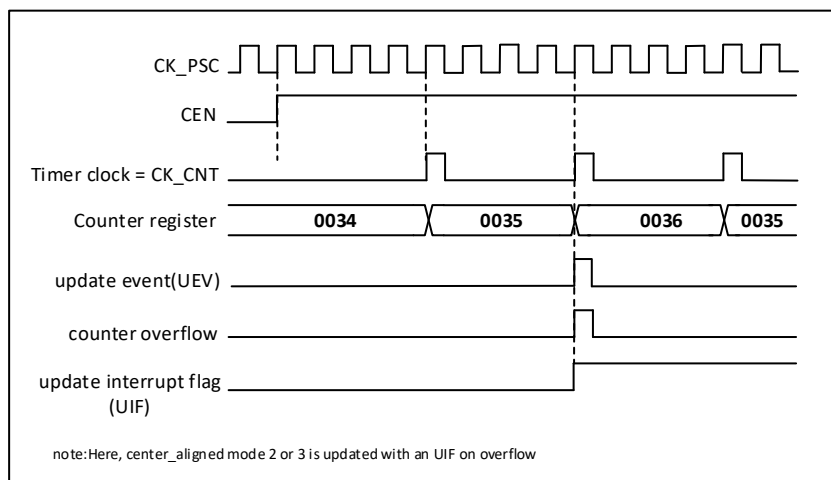 CK_PSC
CEN
Timer clock = CK_CNT
Counter register 0034 0035 0036 0035
update event(UEV)
counter overflow
update interrupt flag
(UIF)
note:Here, center_aligned mode 2 or 3 is updated with an UIF on overflow